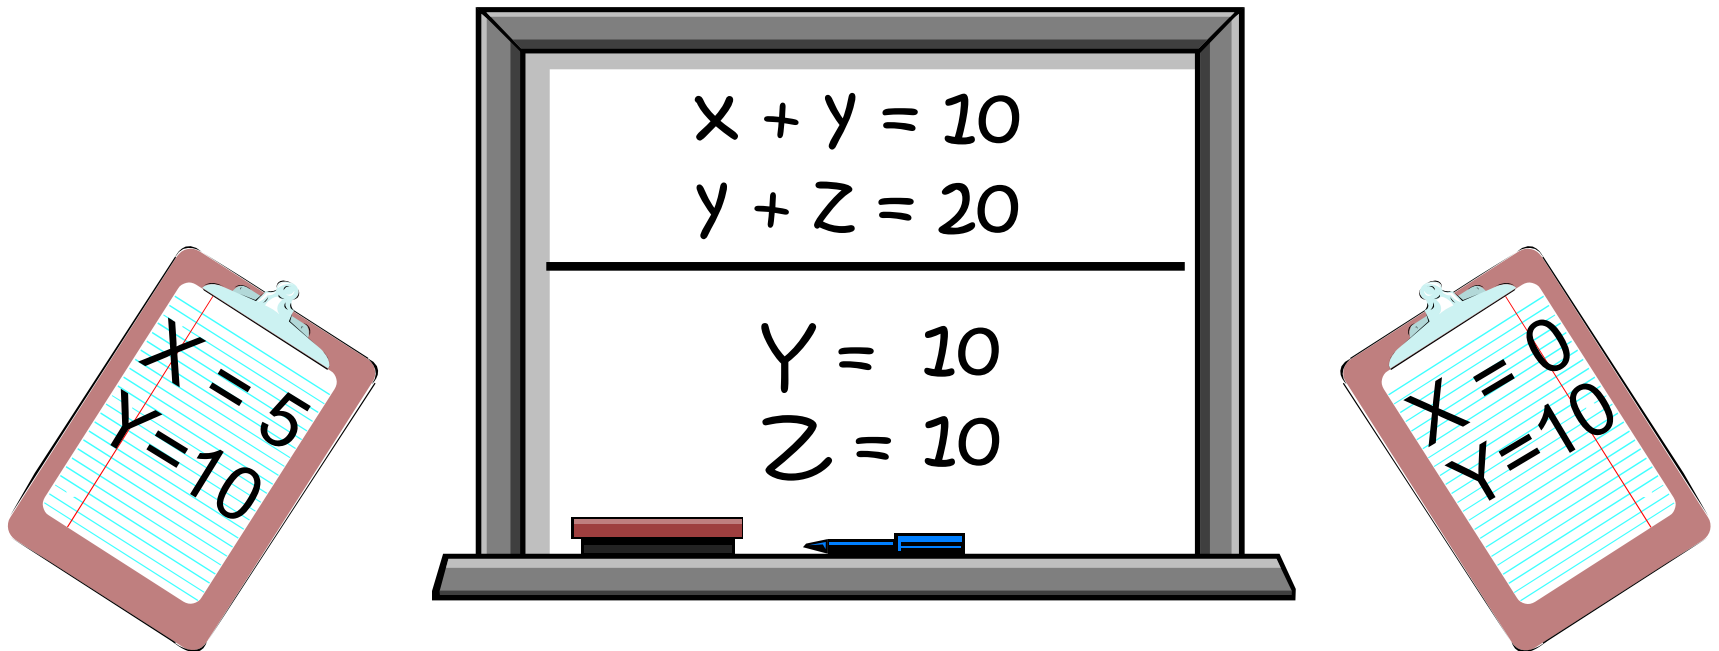 X + Y = 10
Y + Z = 20
Y = 10
Z = 10
X = 5
Y=10
X = 0
Y=10